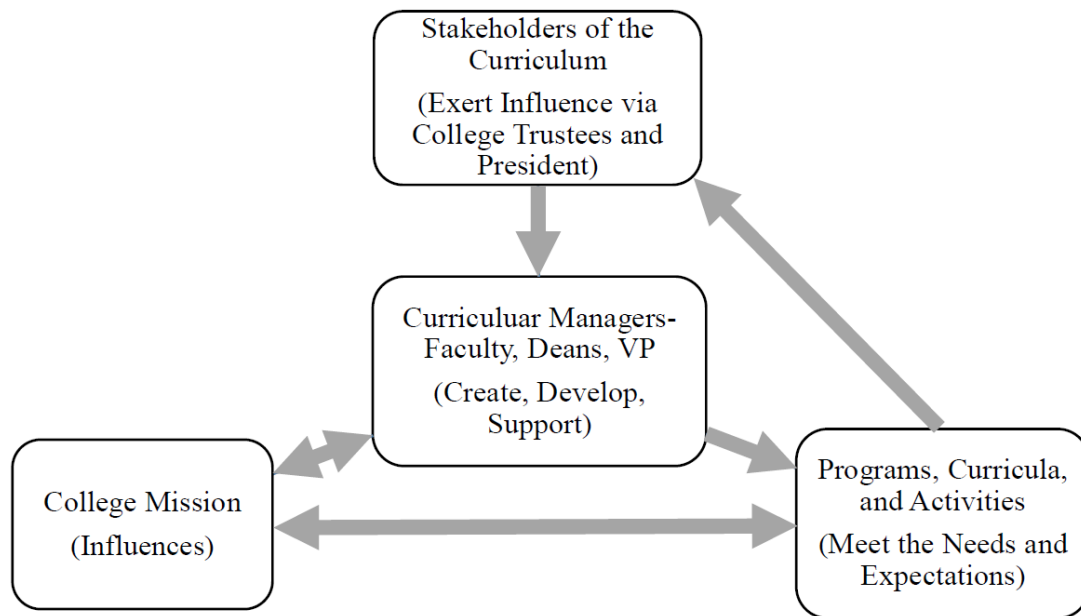 Stakeholders of the
Curriculum
(Exert Influence via
College Trustees and
President)
Curriculuar Managers-
Faculty, Deans, VP
(Create, Develop,
Support)
College Mission
(Influences)
Programs, Curricula,
and Activities
(Meet the Needs and
Expectations)